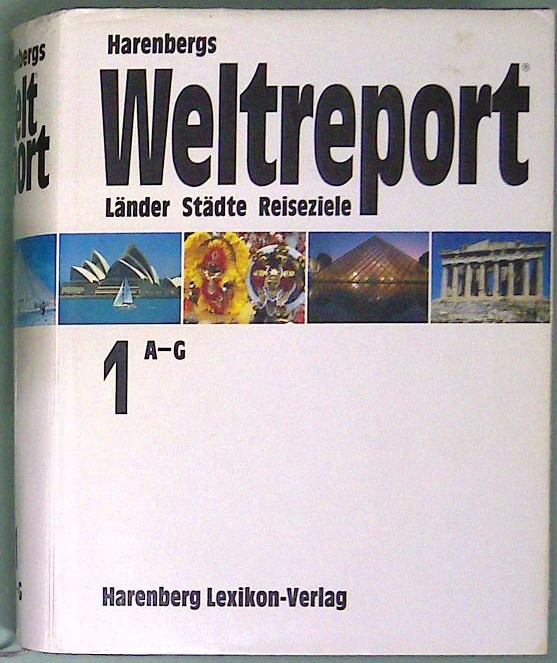 Harenbergs
Weltreport®
Länder Städte Reiseziele
1 A–G
Harenberg Lexikon-Verlag